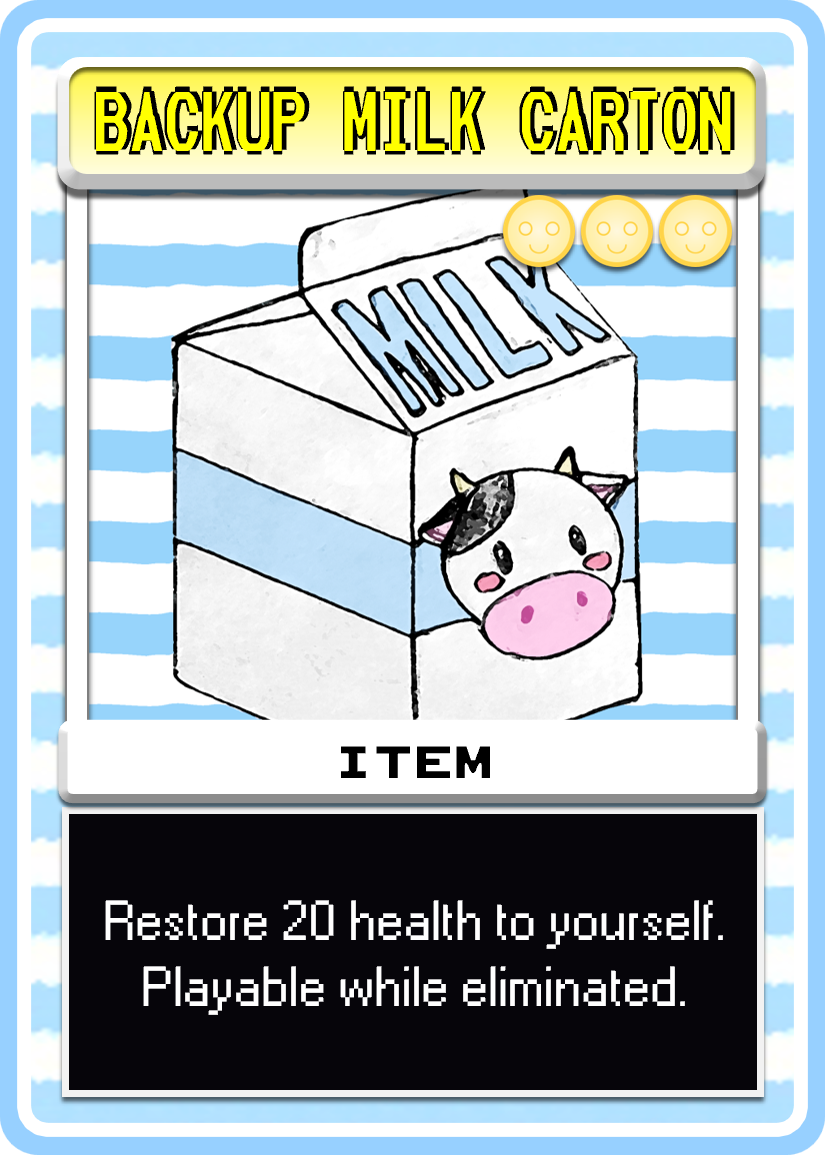 BACKUP MILK CARTON
MILK
ITEM
Restore 20 health to yourself.
Playable while eliminated.